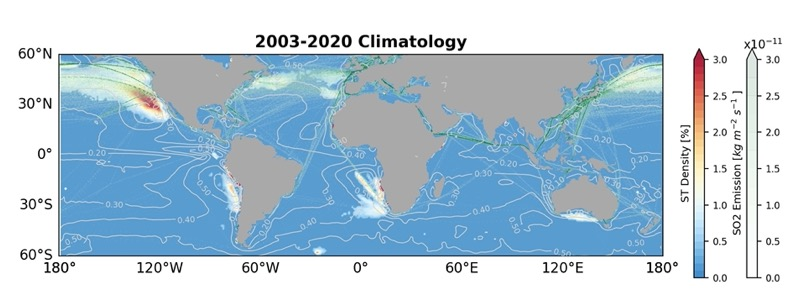 2003-2020 Climatology
x10⁻¹¹
60°N
30°N
0°
30°S
60°S
180° 120°W 60°W 0° 60°E 120°E 180°
0.20 0.20
0.30
0.40
0.50
3.0
2.5
2.0
1.5
1.0
0.5
0.0
ST Density [%]
3.0
2.5
2.0
1.5
1.0
0.5
0.0
SO2 Emission [kg m⁻² s⁻¹ ]